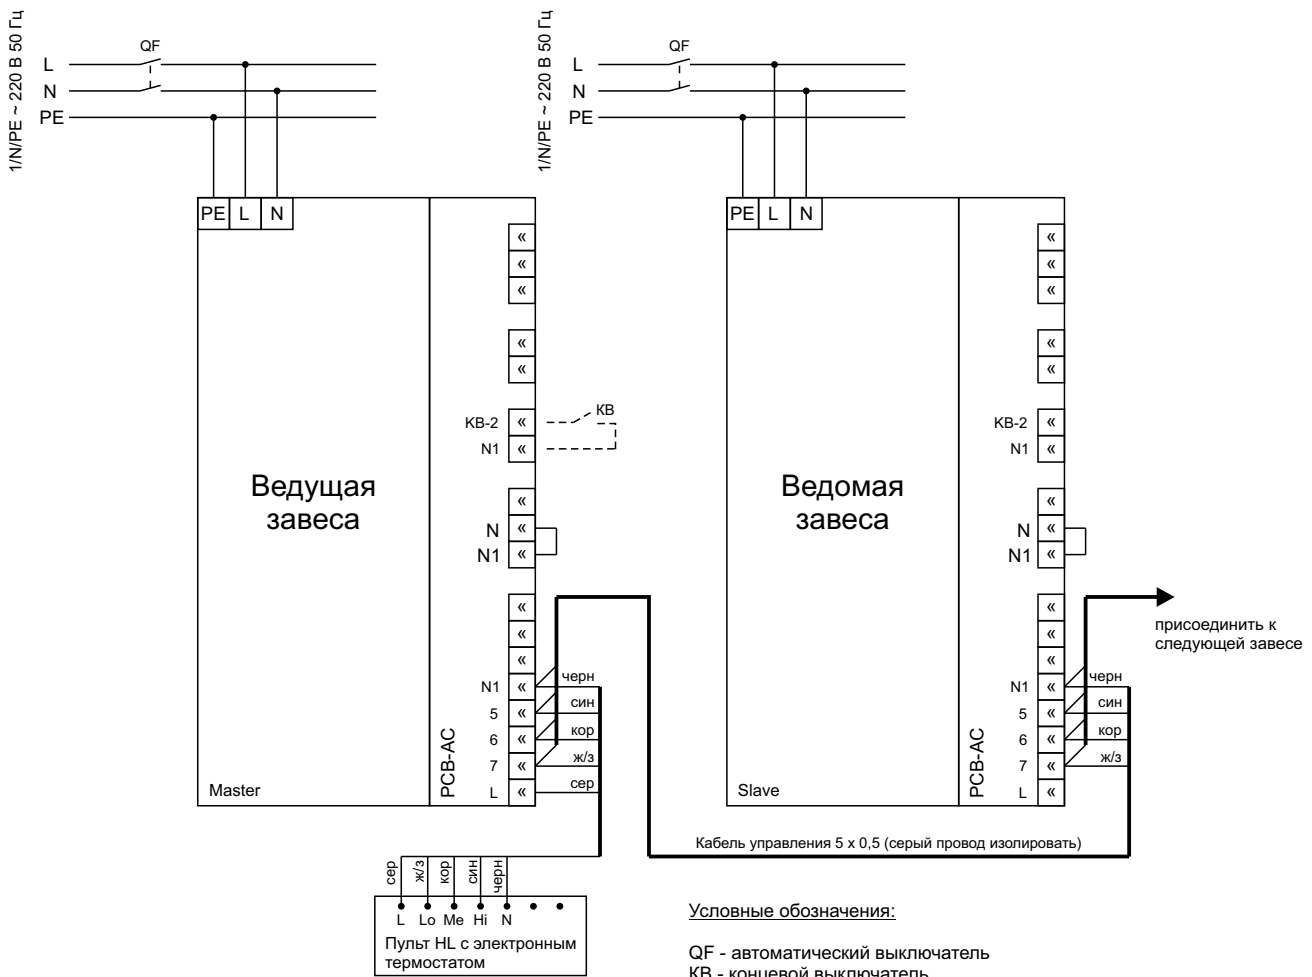 1/N/PE ~ 220 В 50 Гц
QF
L
N
PE
1/N/PE ~ 220 В 50 Гц
QF
L
N
PE
PE L N
«
«
«
«
«
КВ-2 «
КВ
N1 «
Ведущая
завеса
«
N «
N1 «
«
«
«
N1 « черн
5 « син
6 « кор
7 « ж/з
L « сер
PCB-AC
Master
PE L N
«
«
«
«
«
КВ-2 «
N1 «
Ведомая
завеса
«
N «
N1 «
«
«
«
N1 « черн
5 « син
6 « кор
7 « ж/з
L «
PCB-AC
Slave
присоединить к
следующей завесе
Кабель управления 5 x 0,5 (серый провод изолировать)
сер ж/з кор син черн
L Lo Me Hi N
Пульт HL с электронным
термостатом
Условные обозначения:
QF - автоматический выключатель
КВ - концевой выключатель